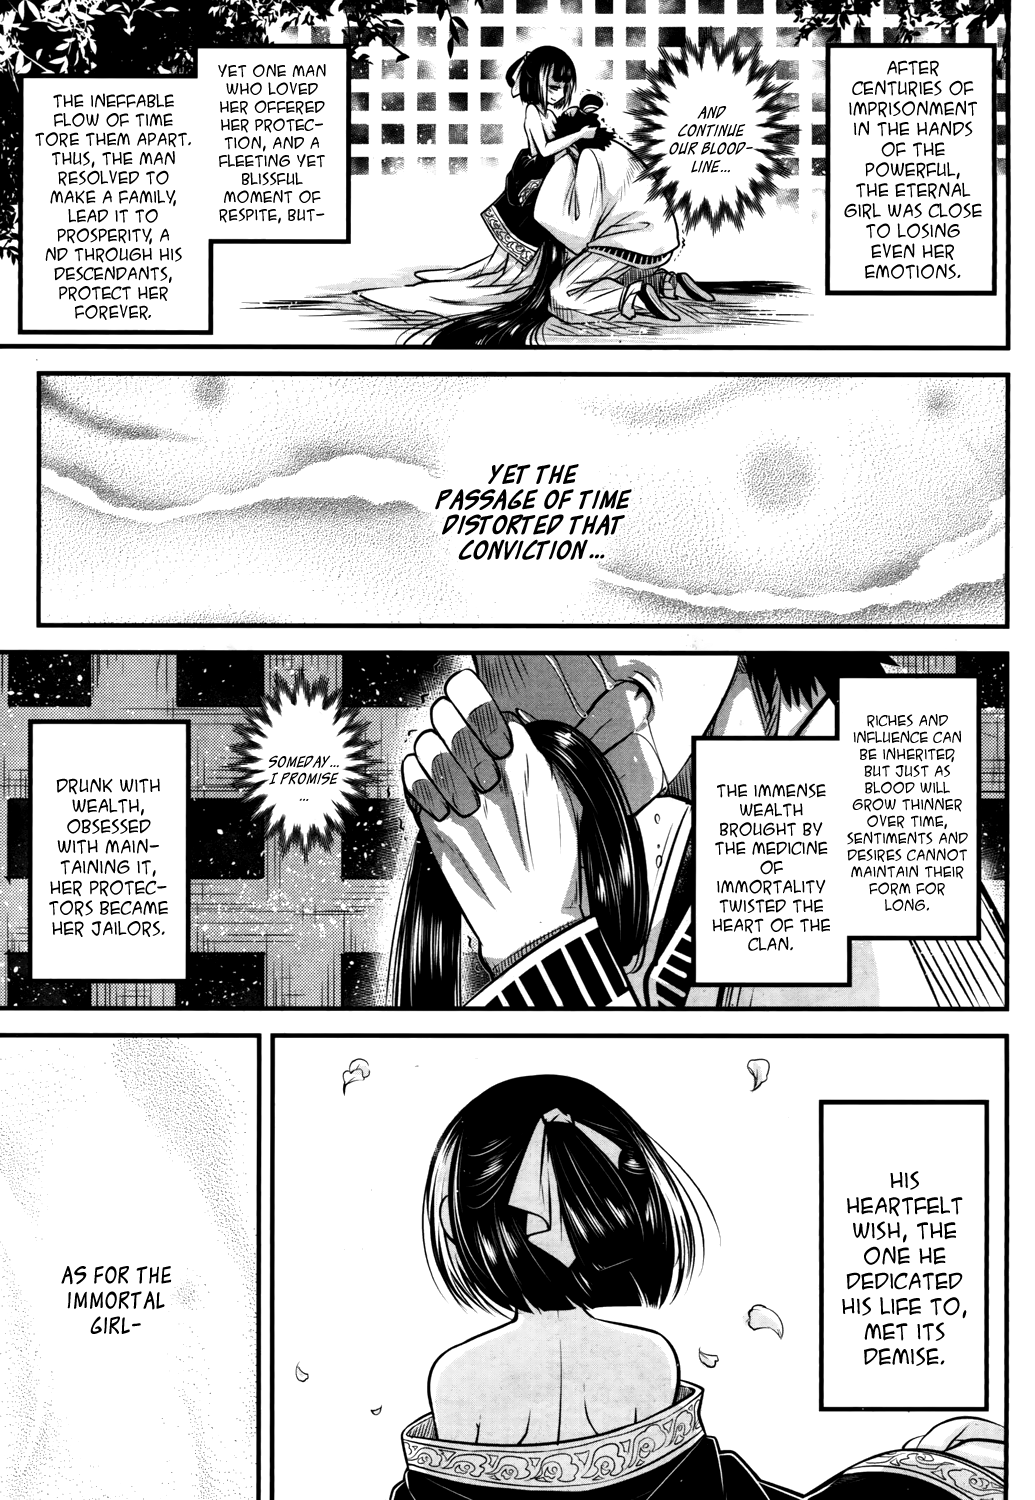 AFTER
CENTURIES OF
IMPRISONMENT
IN THE HANDS
OF THE
POWERFUL,
THE ETERNAL
GIRL WAS CLOSE
TO LOSING
EVEN HER
EMOTIONS.
AND
CONTINUE
OUR BLOOD-
LINE...
YET ONE MAN
WHO LOVED
HER OFFERED
HER PROTEC-
TION, AND A
FLEETING YET
BLISSFUL
MOMENT OF
RESPITE, BUT-
THE INEFFABLE
FLOW OF TIME
TORE THEM APART.
THUS, THE MAN
RESOLVED TO
MAKE A FAMILY,
LEAD IT TO
PROSPERITY, A
ND THROUGH HIS
DESCENDANTS,
PROTECT HER
FOREVER.
YET THE
PASSAGE OF TIME
DISTORTED THAT
CONVICTION...
RICHES AND
INFLUENCE CAN
BE INHERITED,
BUT JUST AS
BLOOD WILL
GROW THINNER
OVER TIME,
SENTIMENTS AND
DESIRES CANNOT
MAINTAIN THEIR
FORM FOR
LONG.
THE IMMENSE
WEALTH
BROUGHT BY
THE MEDICINE
OF
IMMORTALITY
TWISTED THE
HEART OF THE
CLAN.
SOMEDAY...
I PROMISE
...
DRUNK WITH
WEALTH,
OBSESSED
WITH MAIN-
TAINING IT,
HER PROTEC-
TORS BECAME
HER JAILORS.
HIS
HEARTFELT
WISH, THE
ONE HE
DEDICATED
HIS LIFE TO,
MET ITS
DEMISE.
AS FOR THE
IMMORTAL
GIRL-